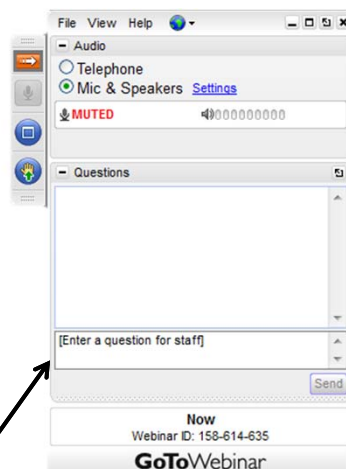 File View Help
Audio
Telephone
Mic & Speakers Settings
MUTED
Questions
[Enter a question for staff]
Send
Now
Webinar ID: 158-614-635
GoToWebinar